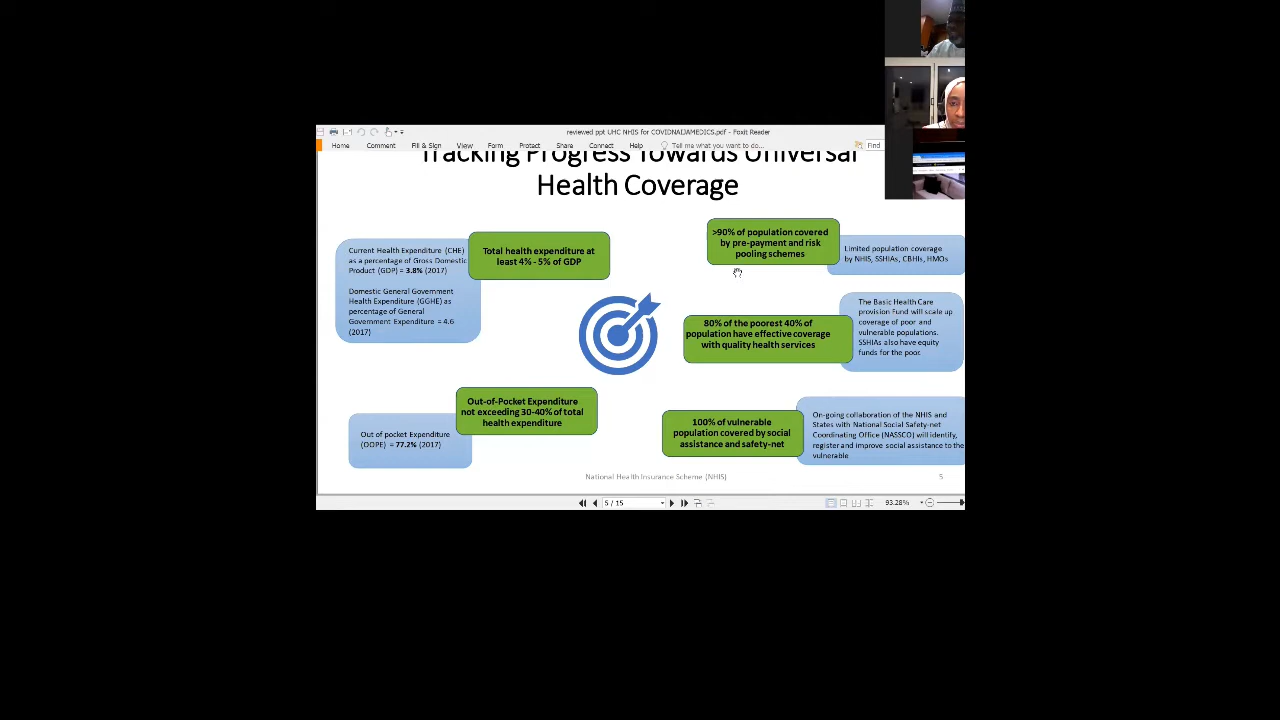 reviewed ppt UHC NHIS for COVIDNAIJAMEDICS.pdf - Foxit Reader
Home Comment Fill & Sign View Form Protect Share Connect Help Tell me what you want to do... Find
Tracking Progress Towards Universal
Health Coverage
Current Health Expenditure (CHE)
as a percentage of Gross Domestic
Product (GDP) = 3.8% (2017)
Domestic General Government
Health Expenditure (GGHE) as
percentage of General
Government Expenditure = 4.6
(2017)
Total health expenditure at
least 4% - 5% of GDP
>90% of population covered
by pre-payment and risk
pooling schemes
Limited population coverage
by NHIS, SSHIAs, CBHIs, HMOs
80% of the poorest 40% of
population have effective coverage
with quality health services
The Basic Health Care
provision Fund will scale up
coverage of poor and
vulnerable populations.
SSHIAs also have equity
funds for the poor.
Out of pocket Expenditure
(OOPE) = 77.2% (2017)
Out-of-Pocket Expenditure
not exceeding 30-40% of total
health expenditure
100% of vulnerable
population covered by social
assistance and safety-net
On-going collaboration of the NHIS and
States with National Social Safety-net
Coordinating Office (NASSCO) will identify,
register and improve social assistance to the
vulnerable
National Health Insurance Scheme (NHIS)
5
5 / 15
93.28%